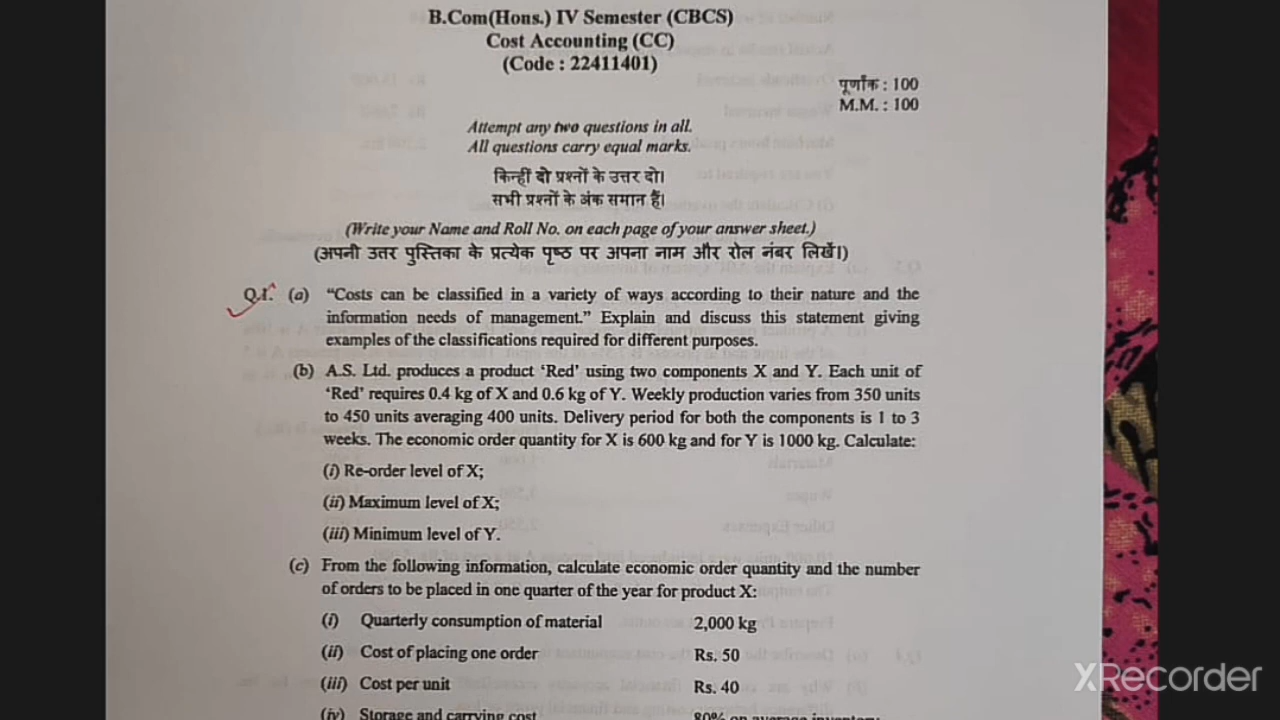 B.Com(Hons.) IV Semester (CBCS)
Cost Accounting (CC)
(Code : 22411401)
पूर्णांक : 100
M.M. : 100
Attempt any two questions in all.
All questions carry equal marks.
किन्हीं दो प्रश्नों के उत्तर दो।
सभी प्रश्नों के अंक समान हैं।
(Write your Name and Roll No. on each page of your answer sheet.)
(अपनी उत्तर पुस्तिका के प्रत्येक पृष्ठ पर अपना नाम और रोल नंबर लिखें।)
Q.1. (a) “Costs can be classified in a variety of ways according to their nature and the
information needs of management.” Explain and discuss this statement giving
examples of the classifications required for different purposes.
(b) A.S. Ltd. produces a product ‘Red’ using two components X and Y. Each unit of
‘Red’ requires 0.4 kg of X and 0.6 kg of Y. Weekly production varies from 350 units
to 450 units averaging 400 units. Delivery period for both the components is 1 to 3
weeks. The economic order quantity for X is 600 kg and for Y is 1000 kg. Calculate:
(i) Re-order level of X;
(ii) Maximum level of X;
(iii) Minimum level of Y.
(c) From the following information, calculate economic order quantity and the number
of orders to be placed in one quarter of the year for product X:
(i) Quarterly consumption of material 2,000 kg
(ii) Cost of placing one order Rs. 50
(iii) Cost per unit Rs. 40
(iv) Storage and carrying cost 80% on average inventory
XRecorder